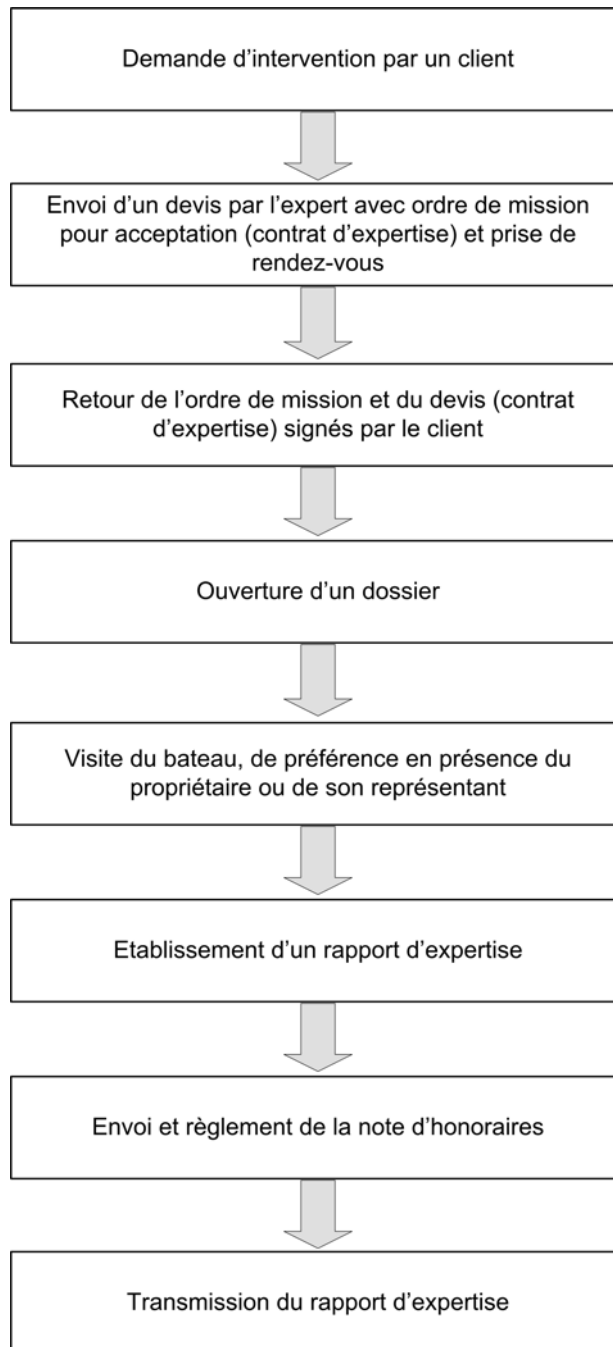 Demande d’intervention par un client
Envoi d’un devis par l’expert avec ordre de mission
pour acceptation (contrat d’expertise) et prise de
rendez-vous
Retour de l’ordre de mission et du devis (contrat
d’expertise) signés par le client
Ouverture d’un dossier
Visite du bateau, de préférence en présence du
propriétaire ou de son représentant
Etablissement d’un rapport d’expertise
Envoi et règlement de la note d’honoraires
Transmission du rapport d’expertise